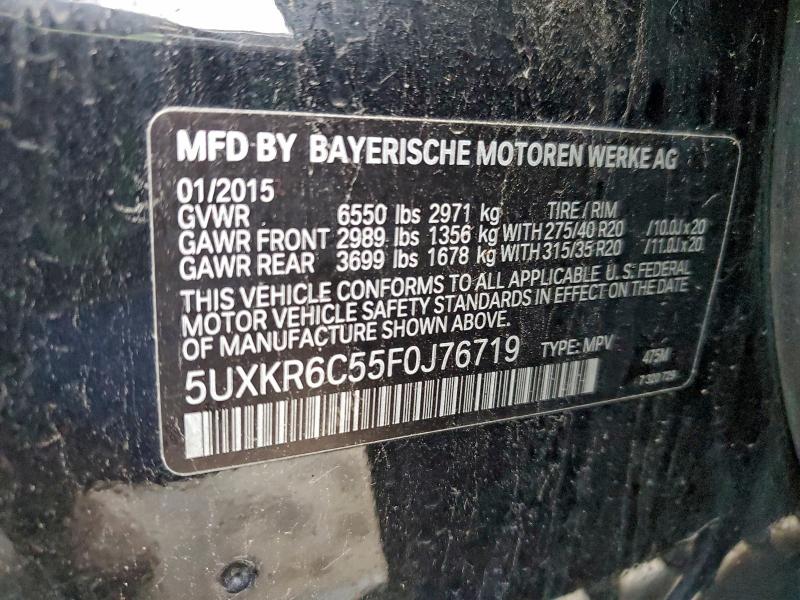 MFD BY BAYERISCHE MOTOREN WERKE AG
01/2015
GVWR 6550 lbs 2971 kg TIRE / RIM
GAWR FRONT 2989 lbs 1356 kg WITH 275/40 R20 /10.0J x 20
GAWR REAR 3699 lbs 1678 kg WITH 315/35 R20 /11.0J x 20
THIS VEHICLE CONFORMS TO ALL APPLICABLE U.S. FEDERAL
MOTOR VEHICLE SAFETY STANDARDS IN EFFECT ON THE DATE
OF MANUFACTURE SHOWN ABOVE.
5UXKR6C55F0J76719 TYPE: MPV 475M